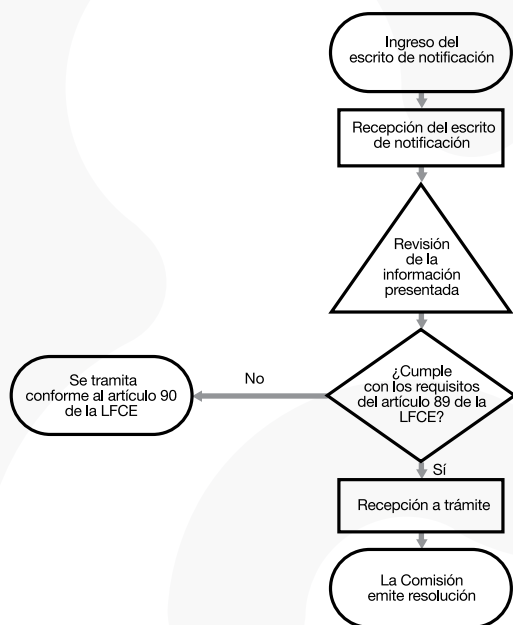 Ingreso del
escrito de notificación
Recepción del escrito
de notificación
Revisión
de la
información
presentada
¿Cumple
con los requisitos
del artículo 89 de la
LFCE?
No
Se tramita
conforme al artículo 90
de la LFCE
Sí
Recepción a trámite
La Comisión
emite resolución